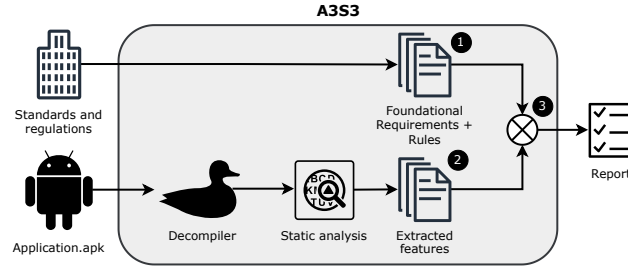 A3S3
1
Standards and
regulations
Foundational
Requirements +
Rules
3
Report
2
Application.apk
Decompiler
Static analysis
Extracted
features